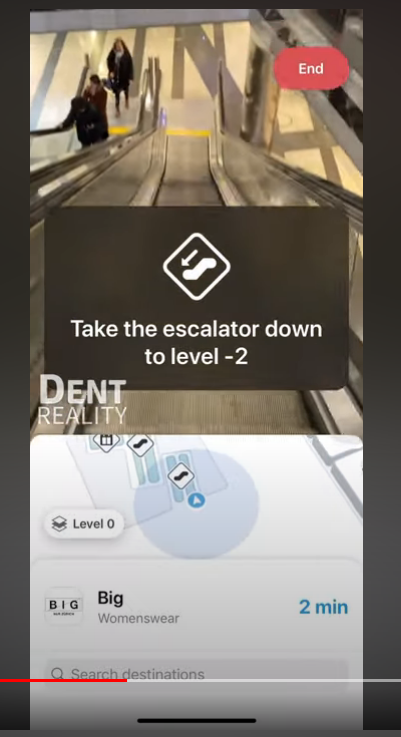 End
Take the escalator down
to level -2
DENT
REALITY
Level 0
BIG
Big
Womenswear
2 min
Search destinations